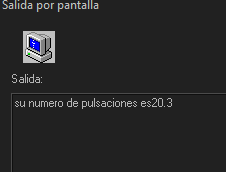 Salida por pantalla
Salida:
su numero de pulsaciones es20.3